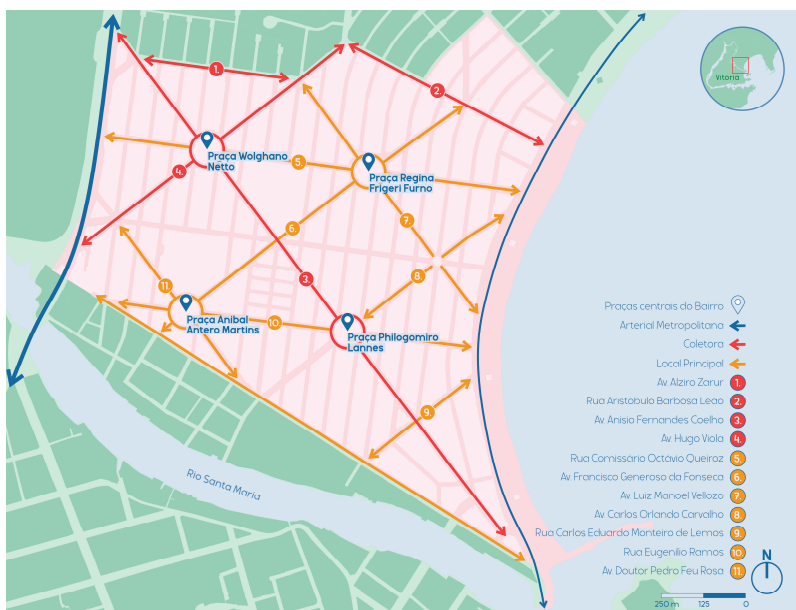 Vitória
1.
2.
Praça Wolghano
Netto
5.
Praça Regina
Frigeri Furno
4.
7.
6.
8.
3.
11.
Praça Aníbal
Antero Martins
10.
Praça Philogomiro
Lannes
9.
Rio Santa Maria
Praças centrais do Bairro
Arterial Metropolitana
Coletora
Local Principal
Av. Alziro Zarur 1.
Rua Aristóbulo Barbosa Leão 2.
Av. Anísio Fernandes Coelho 3.
Av. Hugo Viola 4.
Rua Comissário Octávio Queiroz 5.
Av. Francisco Generoso da Fonseca 6.
Av. Luiz Manoel Vellozo 7.
Av. Carlos Orlando Carvalho 8.
Rua Carlos Eduardo Monteiro de Lemos 9.
Rua Eugenílio Ramos 10.
Av. Doutor Pedro Feu Rosa 11.
N
250 m 125 0